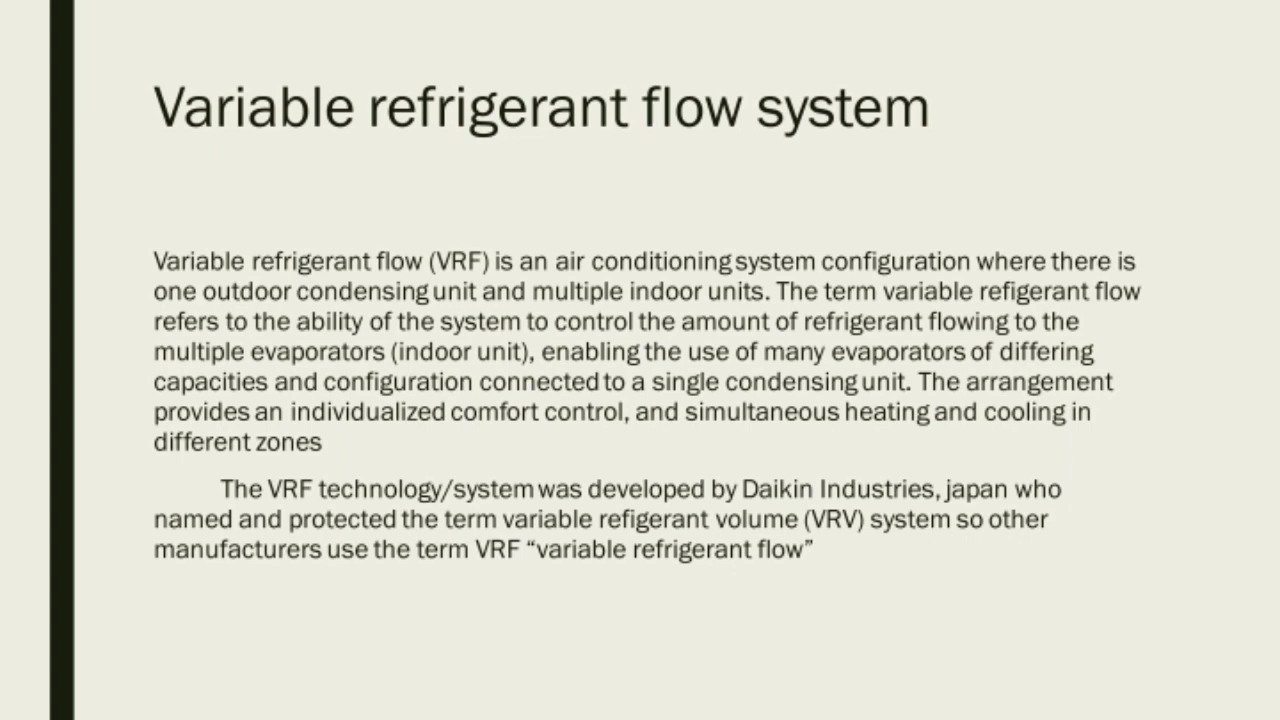 Variable refrigerant flow system
Variable refrigerant flow (VRF) is an air conditioning system configuration where there is
one outdoor condensing unit and multiple indoor units. The term variable refigerant flow
refers to the ability of the system to control the amount of refrigerant flowing to the
multiple evaporators (indoor unit), enabling the use of many evaporators of differing
capacities and configuration connected to a single condensing unit. The arrangement
provides an individualized comfort control, and simultaneous heating and cooling in
different zones
The VRF technology/system was developed by Daikin Industries, japan who
named and protected the term variable refigerant volume (VRV) system so other
manufacturers use the term VRF “variable refrigerant flow”